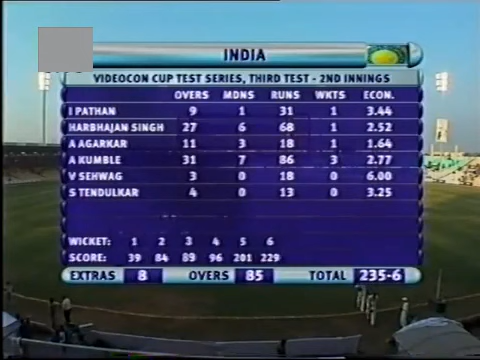 INDIA
VIDEOCON CUP TEST SERIES, THIRD TEST - 2ND INNINGS
OVERS MDNS RUNS WKTS ECON.
I PATHAN 9 1 31 1 3.44
HARBHAJAN SINGH 27 6 68 1 2.52
A AGARKAR 11 3 18 1 1.64
A KUMBLE 31 7 86 3 2.77
V SEHWAG 3 0 18 0 6.00
S TENDULKAR 4 0 13 0 3.25
WICKET: 1 2 3 4 5 6
SCORE: 39 84 89 96 201 229
EXTRAS 8 OVERS 85 TOTAL 235-6